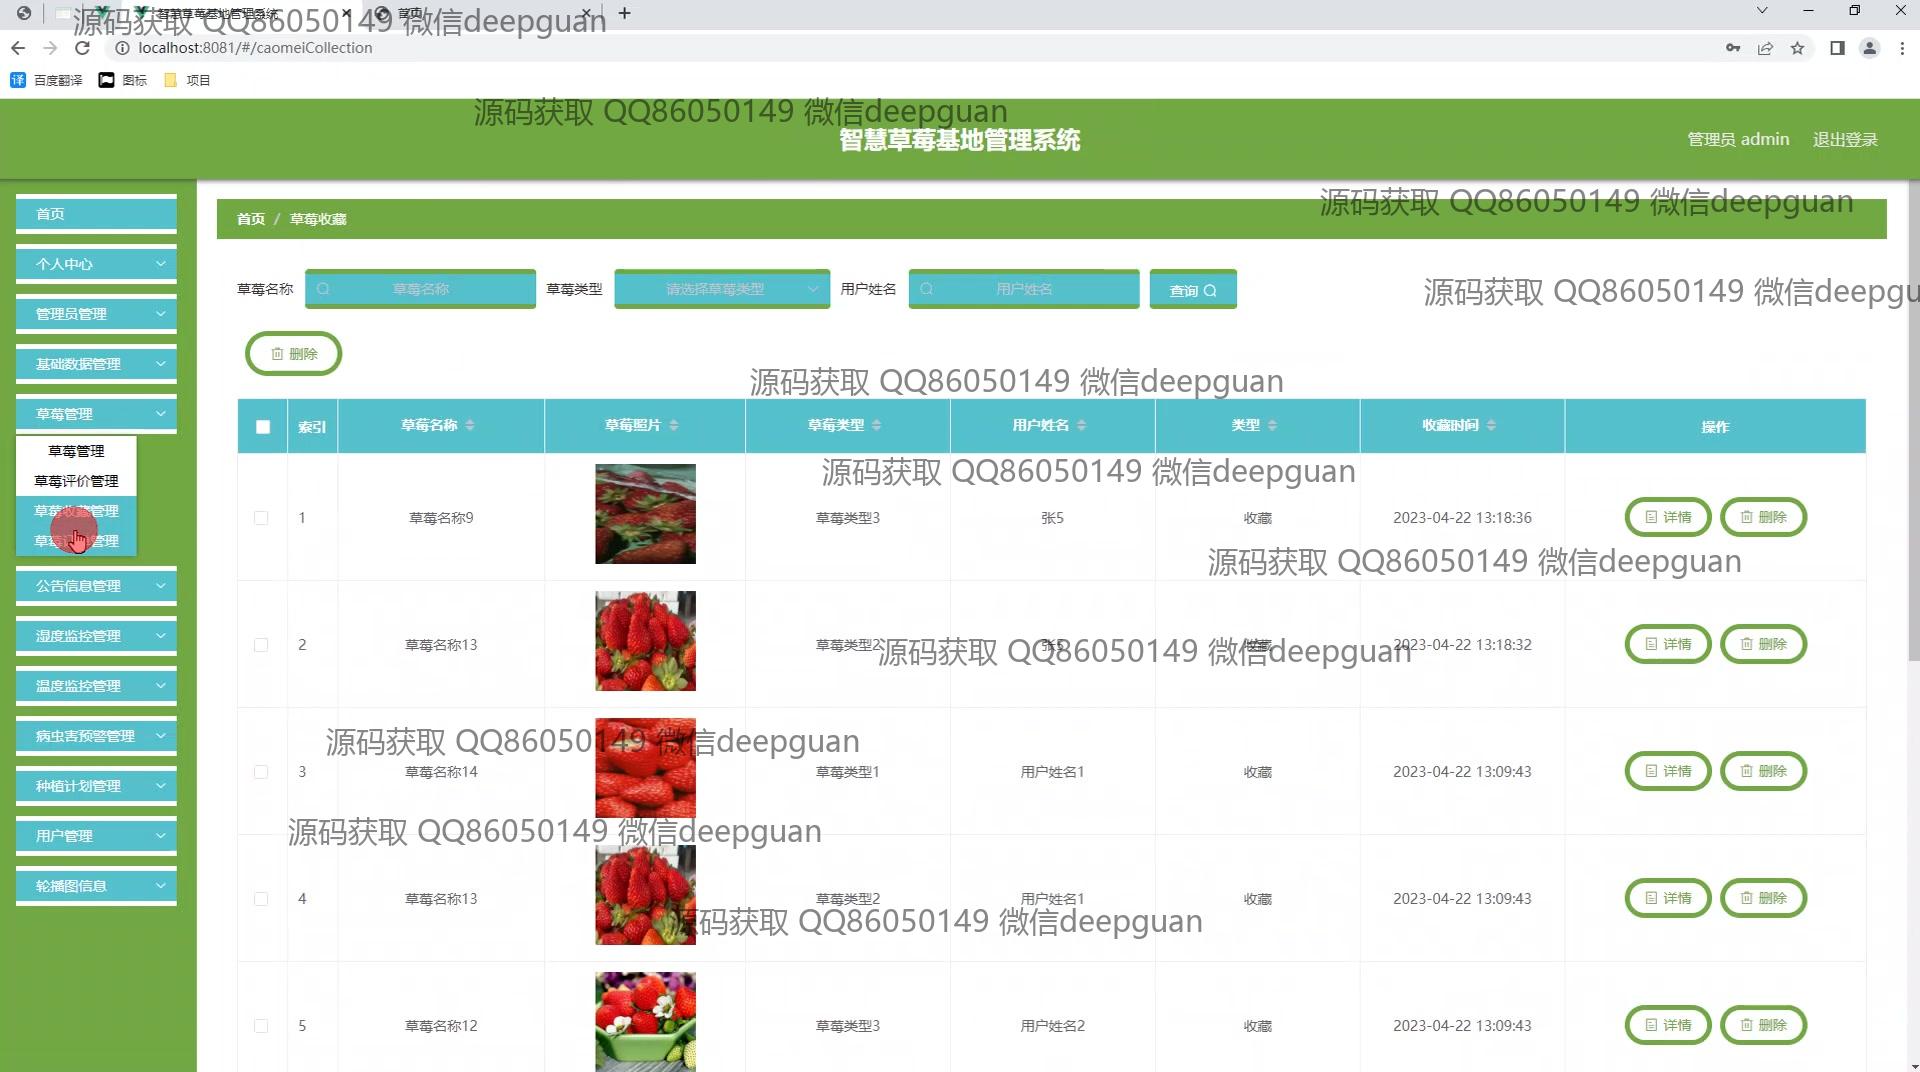 智慧草莓基地管理系统
首页
源码获取 QQ86050149 微信deepguan
localhost:8081/#/caomeiCollection
百度翻译
图标
项目
源码获取 QQ86050149 微信deepguan
智慧草莓基地管理系统
管理员 admin
退出登录
源码获取 QQ86050149 微信deepguan
首页 / 草莓收藏
源码获取 QQ86050149 微信deepgu
草莓名称 草莓名称 草莓类型 请选择草莓类型 用户姓名 用户姓名 查询
删除
源码获取 QQ86050149 微信deepguan
首页
个人中心
管理员管理
基础数据管理
草莓管理
草莓管理
草莓评价管理
草莓收藏管理
公告信息管理
湿度监控管理
温度监控管理
病虫害预警管理
种植计划管理
用户管理
轮播图信息
索引 草莓名称 草莓照片 草莓类型 用户姓名 类型 收藏时间 操作
源码获取 QQ86050149 微信deepguan
1 草莓名称9 草莓类型3 张5 收藏 2023-04-22 13:18:36 详情 删除
源码获取 QQ86050149 微信deepguan
2 草莓名称13 草莓类型2 张5 收藏 2023-04-22 13:18:32 详情 删除
源码获取 QQ86050149 微信deepguan
源码获取 QQ86050149 微信deepguan
3 草莓名称14 草莓类型1 用户姓名1 收藏 2023-04-22 13:09:43 详情 删除
源码获取 QQ86050149 微信deepguan
4 草莓名称13 草莓类型2 用户姓名1 收藏 2023-04-22 13:09:43 详情 删除
源码获取 QQ86050149 微信deepguan
5 草莓名称12 草莓类型3 用户姓名2 收藏 2023-04-22 13:09:43 详情 删除